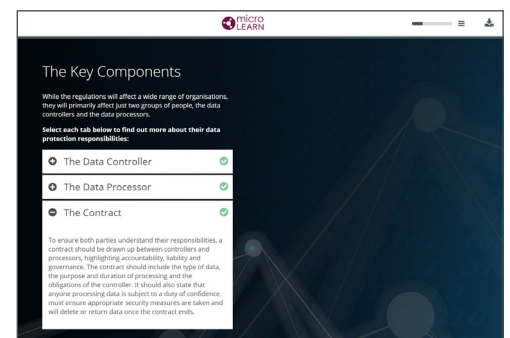 micro
LEARN
The Key Components
While the regulations will affect a wide range of organisations,
they will primarily affect just two groups of people, the data
controllers and the data processors.
Select each tab below to find out more about their data
protection responsibilities:
The Data Controller
The Data Processor
The Contract
To ensure both parties understand their responsibilities, a
contract should be drawn up between controllers and
processors, highlighting accountability, liability and
governance. The contract should include the type of data,
the purpose and duration of processing and the
obligations of the controller. It should also state that
anyone processing data is subject to a duty of confidence,
must ensure appropriate security measures are taken and
will delete or return data once the contract ends.